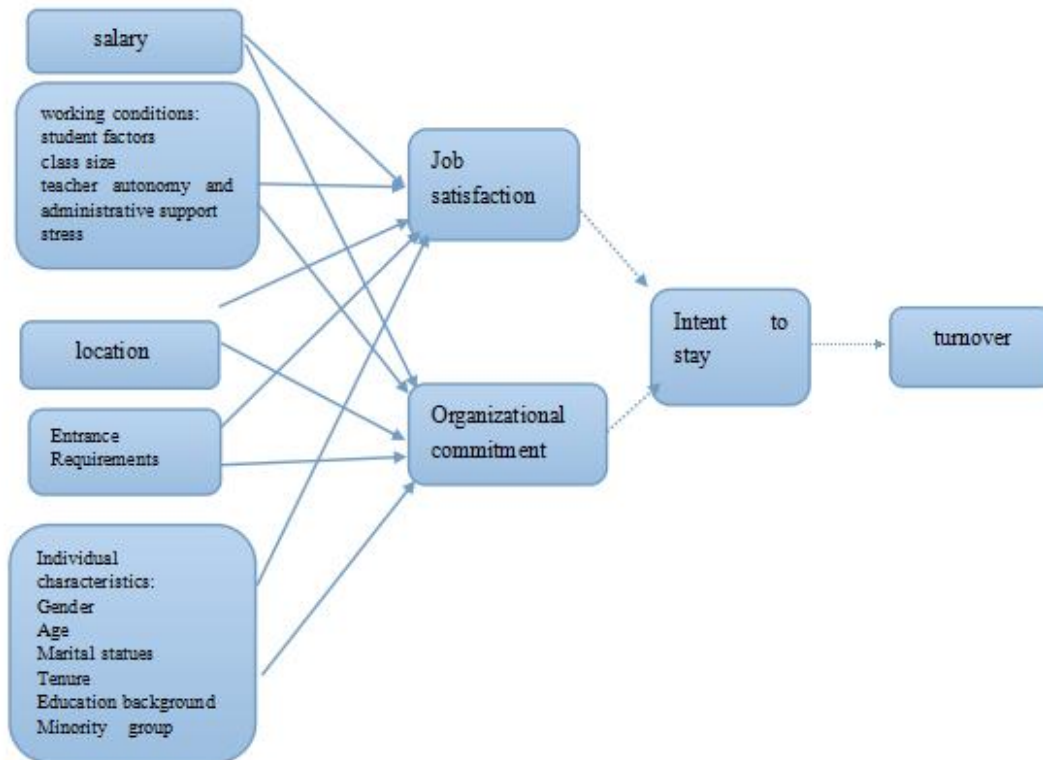 salary
working conditions:
student factors
class size
teacher autonomy and
administrative support
stress
location
Entrance
Requirements
Individual
characteristics:
Gender
Age
Marital statues
Tenure
Education background
Minority group
Job
satisfaction
Organizational
commitment
Intent to
stay
turnover